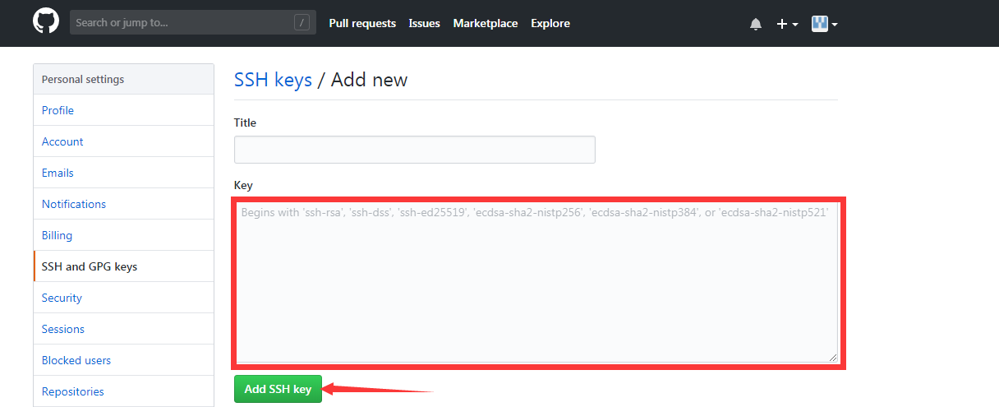 Search or jump to... /
Pull requests Issues Marketplace Explore
Personal settings
Profile
Account
Emails
Notifications
Billing
SSH and GPG keys
Security
Sessions
Blocked users
Repositories
SSH keys / Add new
Title
Key
Begins with 'ssh-rsa', 'ssh-dss', 'ssh-ed25519', 'ecdsa-sha2-nistp256', 'ecdsa-sha2-nistp384', or 'ecdsa-sha2-nistp521'
Add SSH key